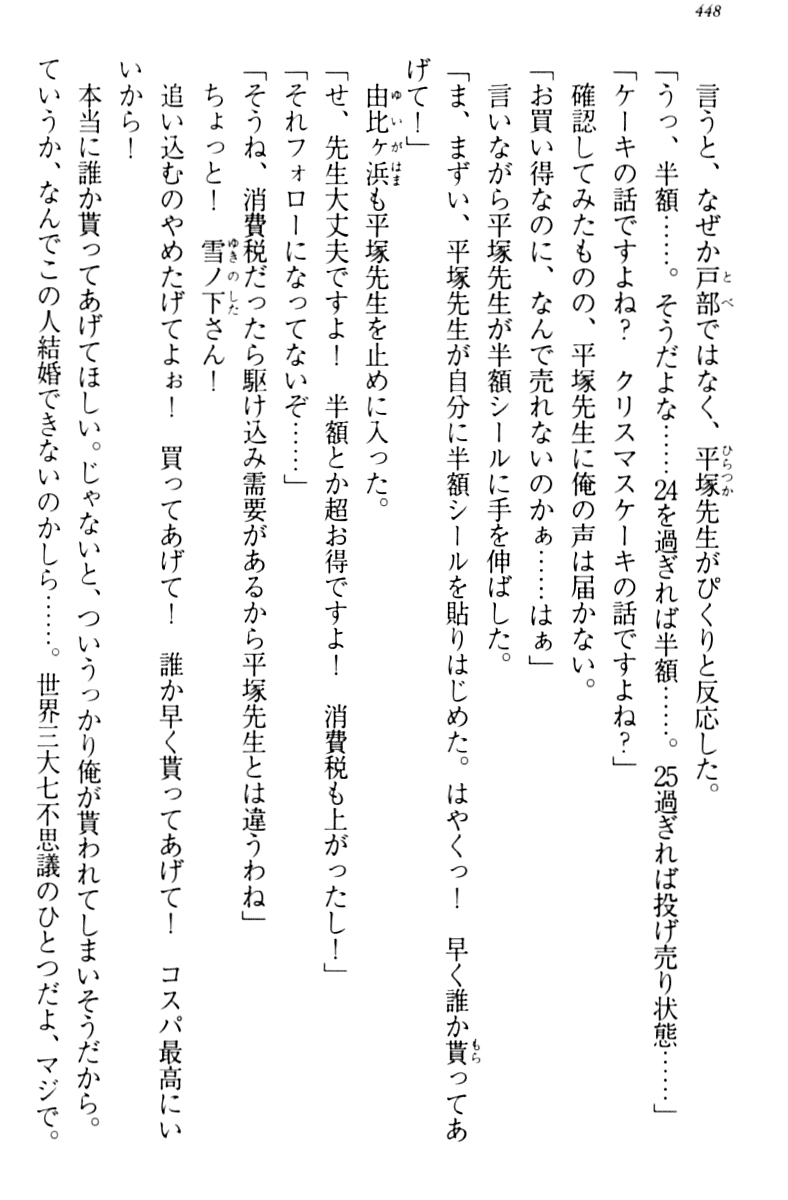 448
言うと、なぜか戸部ではなく、平塚先生がぴくりと反応した。
「うっ、半額……。そうだよな……24を過ぎれば半額……。25過ぎれば投げ売り状態……」
「ケーキの話ですよね？　クリスマスケーキの話ですよね？」
確認してみたものの、平塚先生に俺の声は届かない。
「お買い得なのに、なんで売れないのかぁ……はぁ」
言いながら平塚先生が半額シールに手を伸ばした。
「ま、まずい、平塚先生が自分に半額シールを貼りはじめた。はやくっ！　早く誰か貰ってあ
げて！」
由比ヶ浜も平塚先生を止めに入った。
「せ、先生大丈夫ですよ！　半額とか超お得ですよ！　消費税も上がったし！」
「それフォローになってないぞ……」
「そうね、消費税だったら駆け込み需要があるから平塚先生とは違うわね」
ちょっと！　雪ノ下さん！
追い込むのやめたげてよぉ！　買ってあげて！　誰か早く貰ってあげて！　コスパ最高にい
いから！
本当に誰か貰ってあげてほしい。じゃないと、ついうっかり俺が貰われてしまいそうだから。
ていうか、なんでこの人結婚できないのかしら……。世界三大七不思議のひとつだよ、マジで。